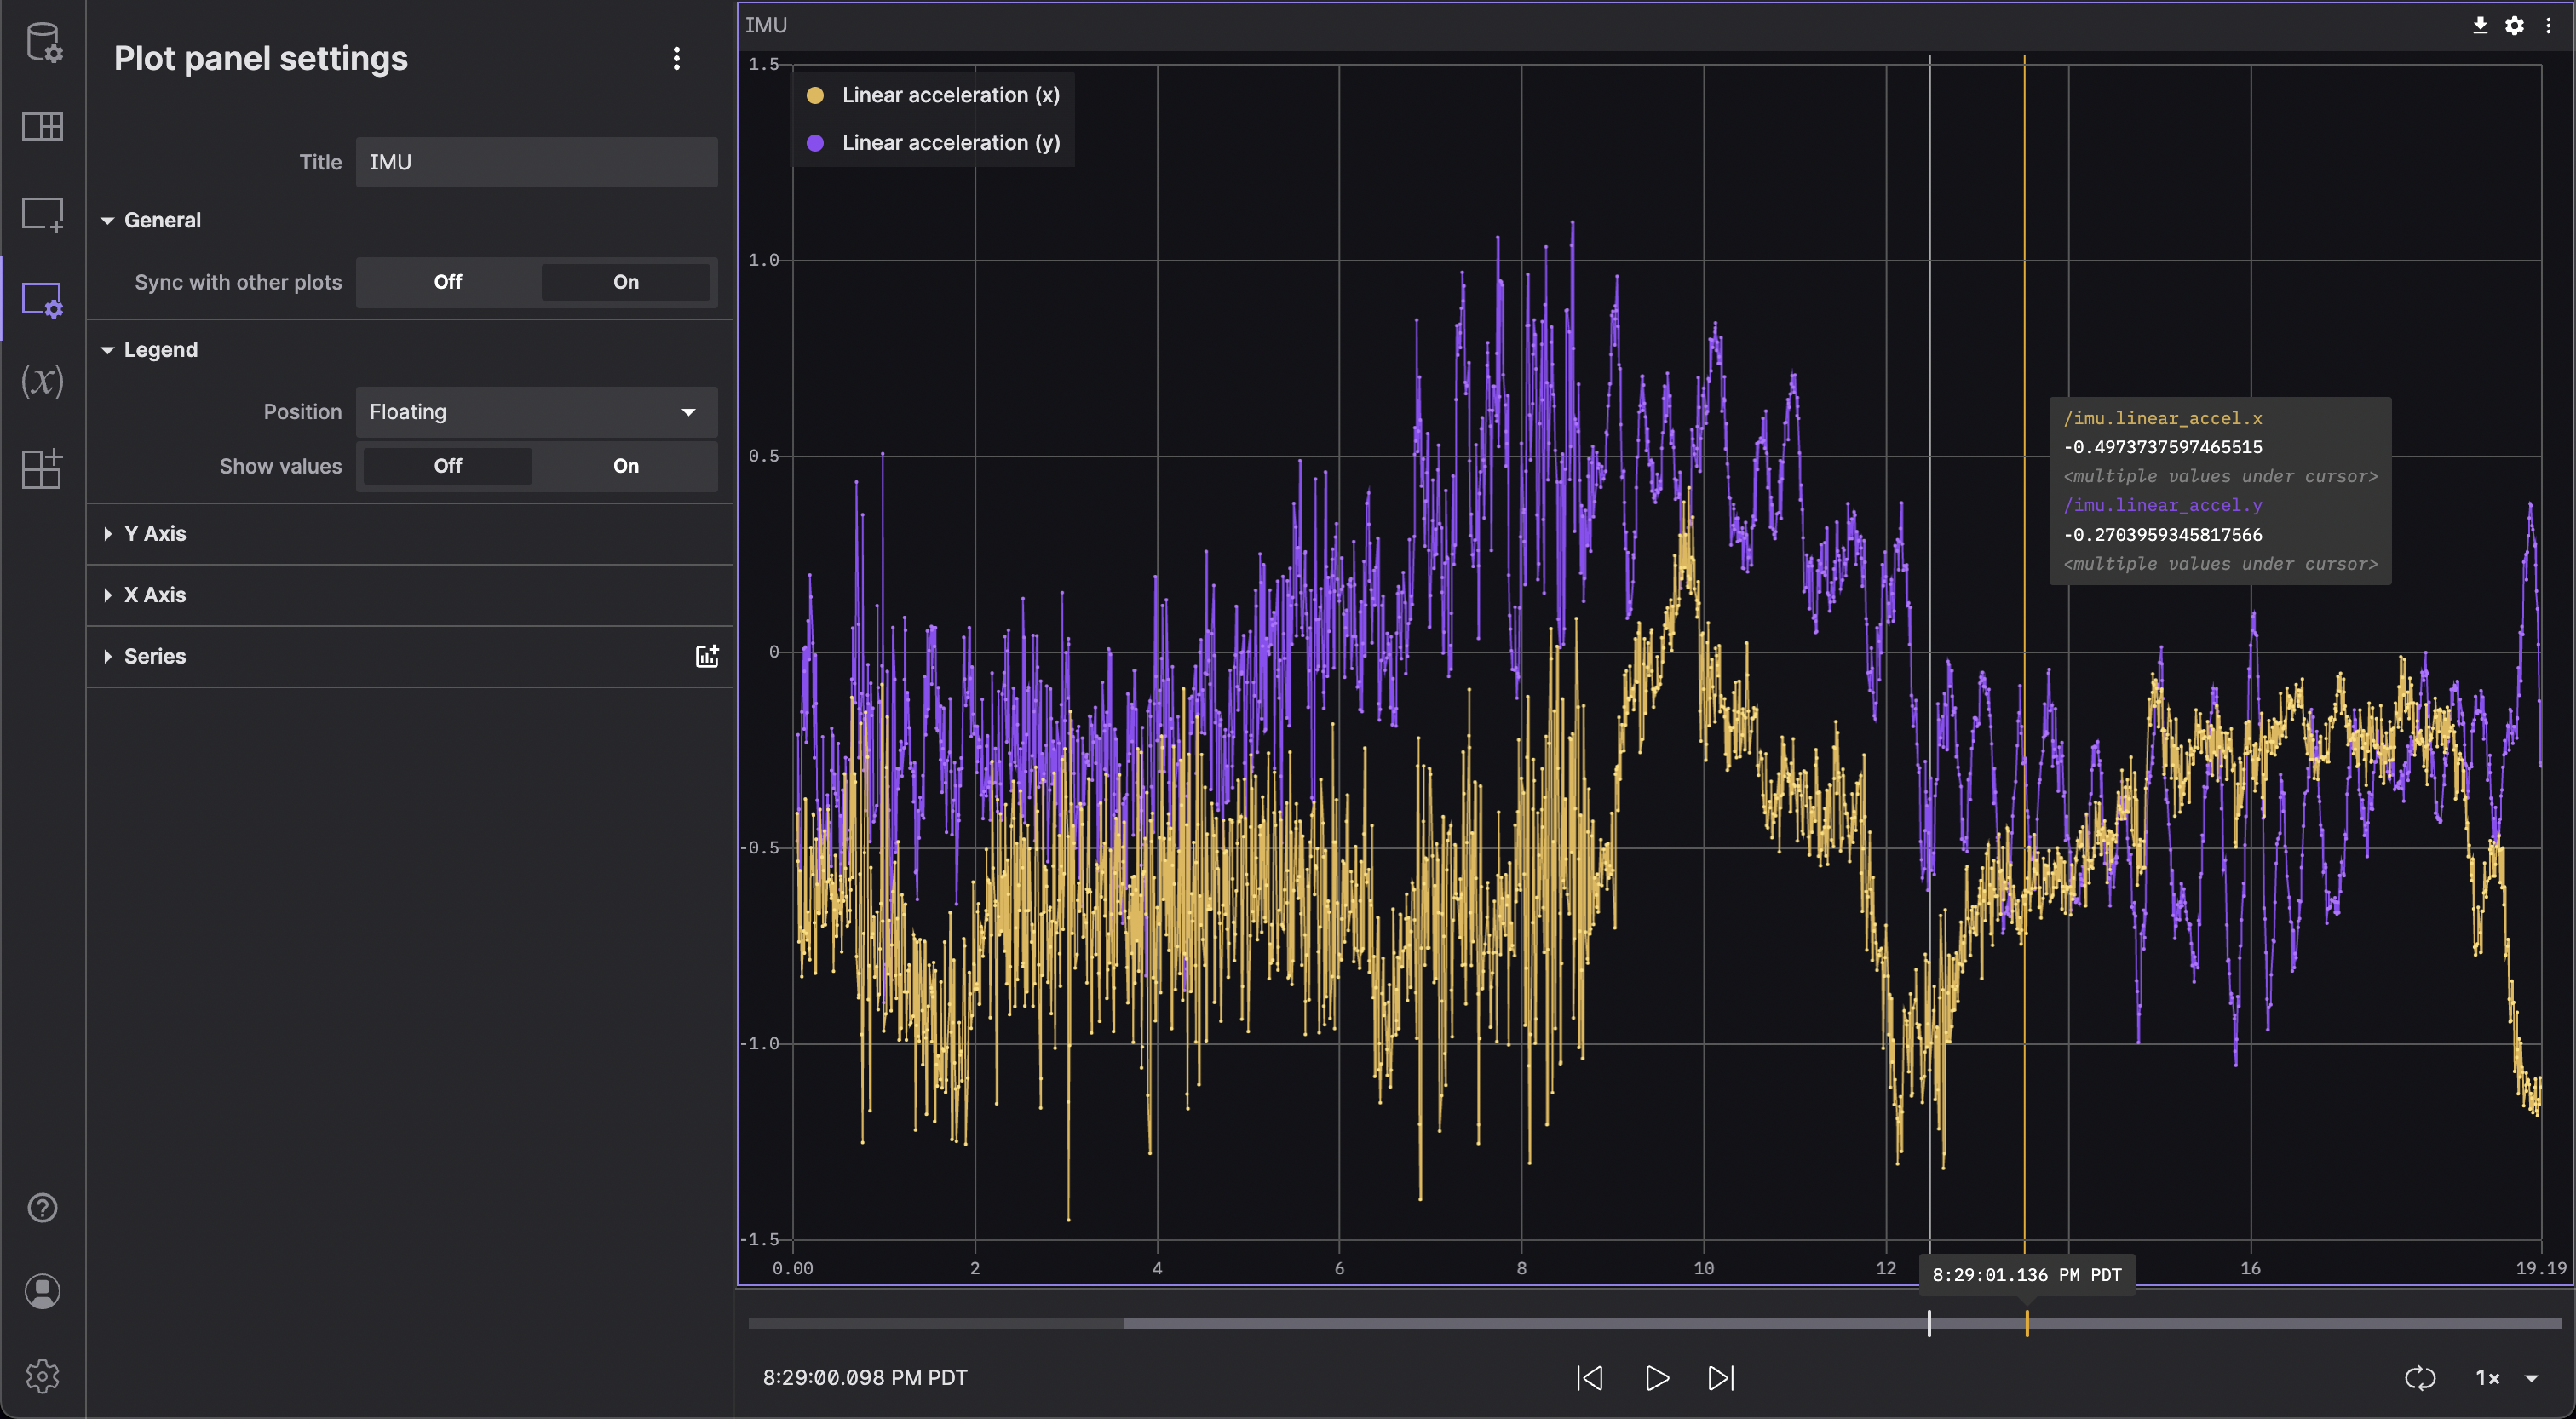 Plot panel settings
Title
IMU
General
Sync with other plots
Off
On
Legend
Position
Floating
Show values
Off
On
Y Axis
X Axis
Series
(x)
IMU
Linear acceleration (x)
Linear acceleration (y)
1.5
1.0
0.5
0
-0.5
-1.0
-1.5
/imu.linear_accel.x
-0.4973737597465515
<multiple values under cursor>
/imu.linear_accel.y
-0.2703959345817566
<multiple values under cursor>
0.00
2
4
6
8
10
12
16
19.19
8:29:01.136 PM PDT
8:29:00.098 PM PDT
1×